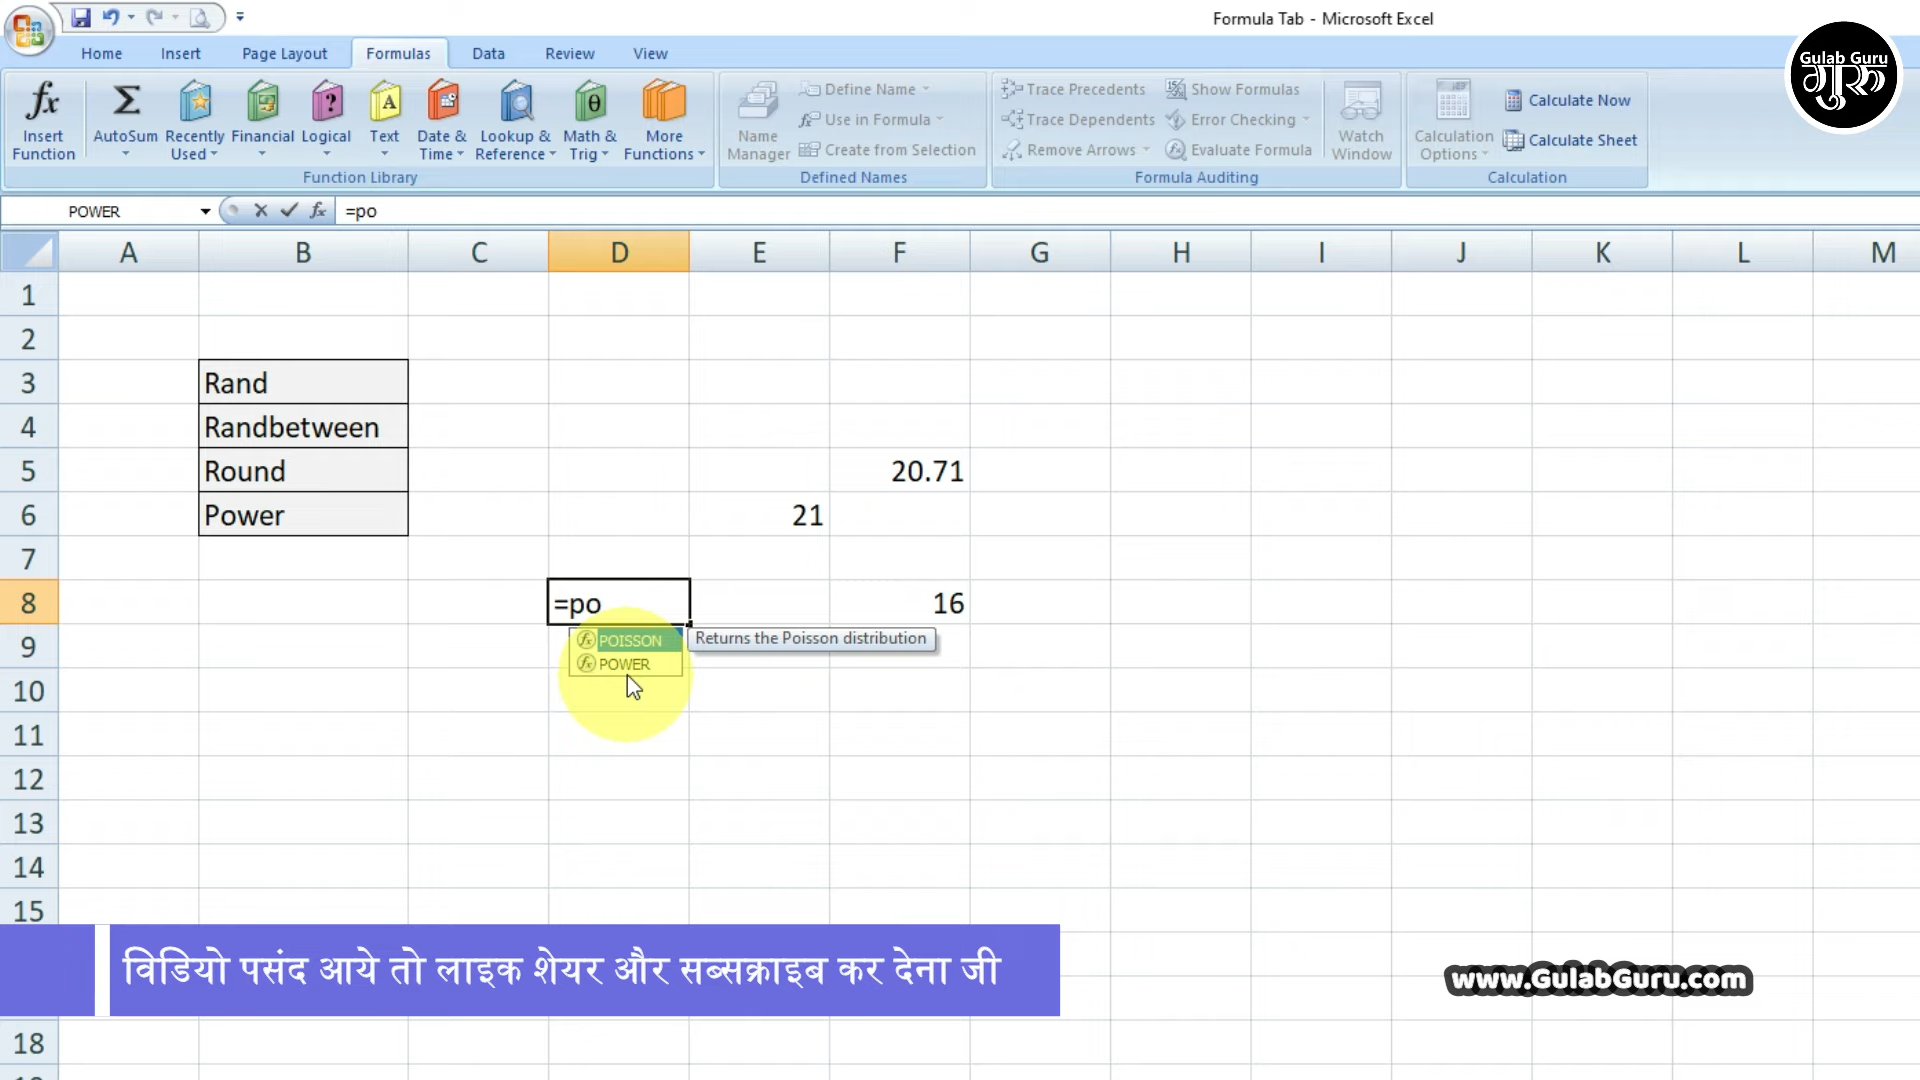 Formula Tab - Microsoft Excel
Home Insert Page Layout Formulas Data Review View
Gulab Guru
गुरु
fx Σ ? A θ
Insert Function
AutoSum
Recently Used
Financial
Logical
Text
Date & Time
Lookup & Reference
Math & Trig
More Functions
Function Library
Name Manager
Define Name
Use in Formula
Create from Selection
Defined Names
Trace Precedents
Trace Dependents
Remove Arrows
Show Formulas
Error Checking
Evaluate Formula
Watch Window
Formula Auditing
Calculation Options
Calculate Now
Calculate Sheet
Calculation
POWER fx =po
A B C D E F G H I J K L M
1
2
3 Rand
4 Randbetween
5 Round 20.71
6 Power 21
7
8 =po 16
fx POISSON Returns the Poisson distribution
fx POWER
9
10
11
12
13
14
15
विडियो पसंद आये तो लाइक शेयर और सब्सक्राइब कर देना जी
www.GulabGuru.com
18